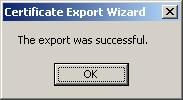 Certificate Export Wizard
The export was successful.
OK